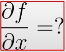 ∂f/∂x =?